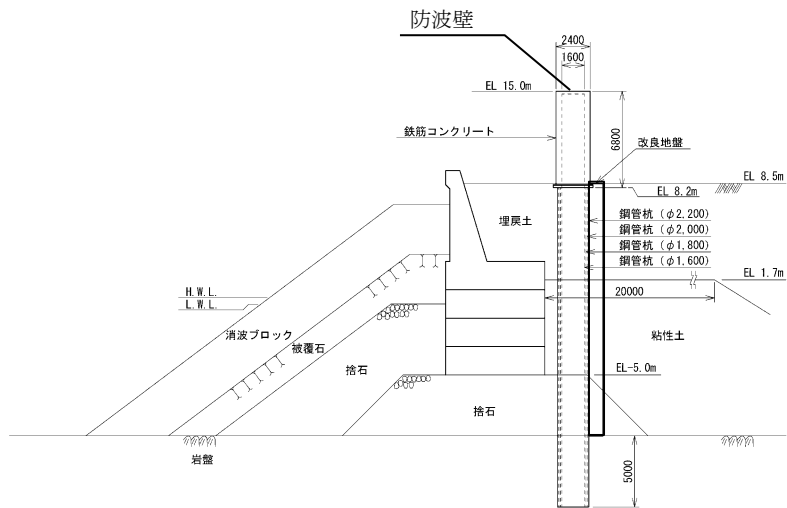 防波壁
2400
1600
EL 15.0m
鉄筋コンクリート
6800
改良地盤
EL 8.5m
EL 8.2m
埋戻土
鋼管杭(φ2,200)
鋼管杭(φ2,000)
鋼管杭(φ1,800)
鋼管杭(φ1,600)
EL 1.7m
H.W.L.
L.W.L.
20000
消波ブロック
被覆石
捨石
粘性土
EL-5.0m
捨石
岩盤
5000